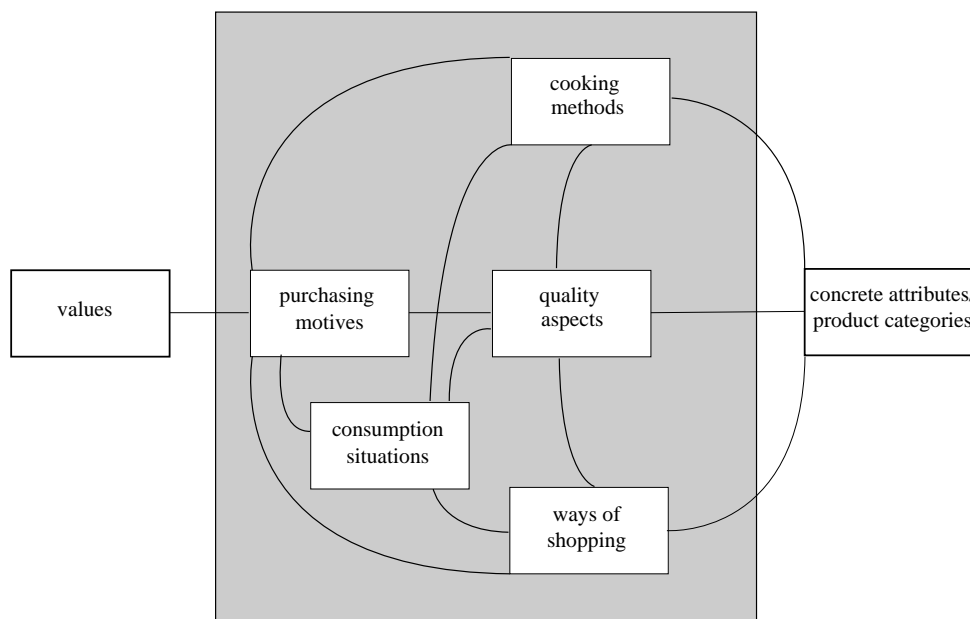 cooking
methods
values
purchasing
motives
quality
aspects
concrete attributes/
product categories
consumption
situations
ways of
shopping